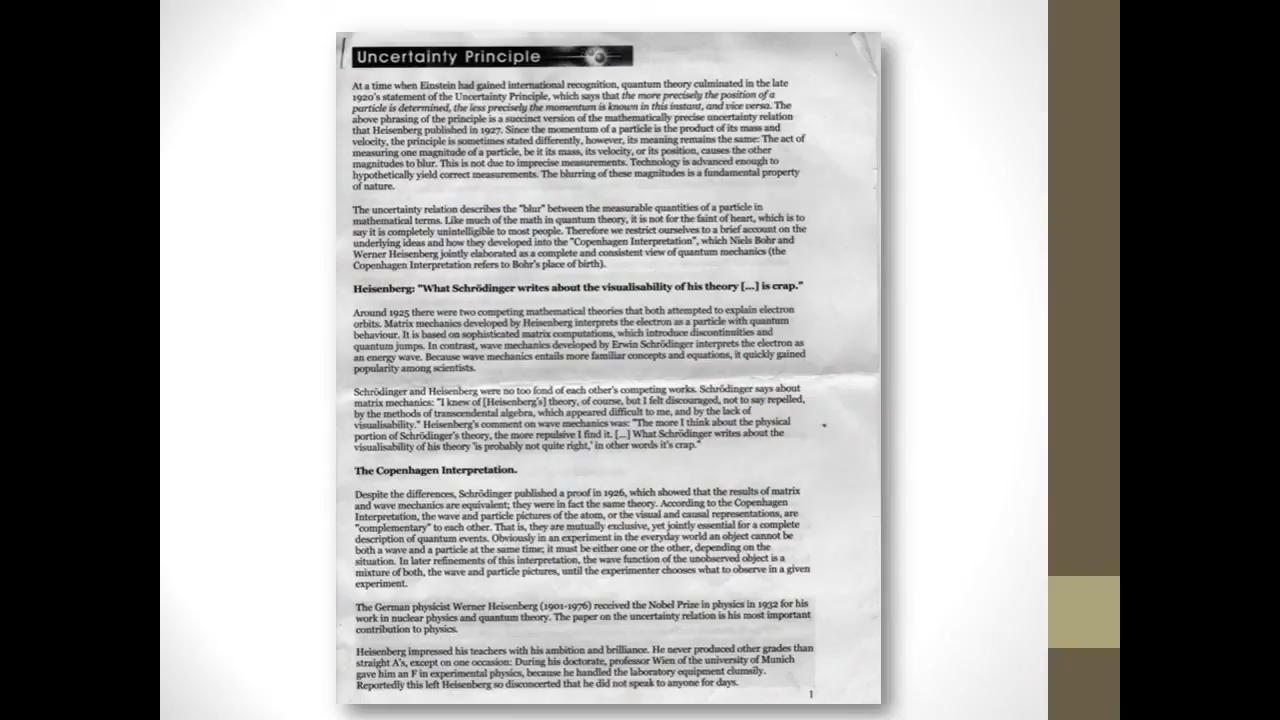 Uncertainty Principle
At a time when Einstein had gained international recognition, quantum theory culminated in the late
1920's statement of the Uncertainty Principle, which says that the more precisely the position of a
particle is determined, the less precisely the momentum is known in this instant, and vice versa. The
above phrasing of the principle is a succinct version of the mathematically precise uncertainty relation
that Heisenberg published in 1927. Since the momentum of a particle is the product of its mass and
velocity, the principle is sometimes stated differently, however, its meaning remains the same: The act of
measuring one magnitude of a particle, be it its mass, its velocity, or its position, causes the other
magnitudes to blur. This is not due to imprecise measurements. Technology is advanced enough to
hypothetically yield correct measurements. The blurring of these magnitudes is a fundamental property
of nature.
The uncertainty relation describes the "blur" between the measurable quantities of a particle in
mathematical terms. Like much of the math in quantum theory, it is not for the faint of heart, which is to
say it is completely unintelligible to most people. Therefore we restrict ourselves to a brief account on the
underlying ideas and how they developed into the "Copenhagen Interpretation", which Niels Bohr and
Werner Heisenberg jointly elaborated as a complete and consistent view of quantum mechanics (the
Copenhagen Interpretation refers to Bohr's place of birth).
Heisenberg: "What Schrödinger writes about the visualisability of his theory [...] is crap."
Around 1925 there were two competing mathematical theories that both attempted to explain electron
orbits. Matrix mechanics developed by Heisenberg interprets the electron as a particle with quantum
behaviour. It is based on sophisticated matrix computations, which introduce discontinuities and
quantum jumps. In contrast, wave mechanics developed by Erwin Schrödinger interprets the electron as
an energy wave. Because wave mechanics entails more familiar concepts and equations, it quickly gained
popularity among scientists.
Schrödinger and Heisenberg were no too fond of each other's competing works. Schrödinger says about
matrix mechanics: "I knew of [Heisenberg's] theory, of course, but I felt discouraged, not to say repelled,
by the methods of transcendental algebra, which appeared difficult to me, and by the lack of
visualisability." Heisenberg's comment on wave mechanics was: "The more I think about the physical
portion of Schrödinger's theory, the more repulsive I find it. [...] What Schrödinger writes about the
visualisability of his theory 'is probably not quite right,' in other words it's crap."
The Copenhagen Interpretation.
Despite the differences, Schrödinger published a proof in 1926, which showed that the results of matrix
and wave mechanics are equivalent; they were in fact the same theory. According to the Copenhagen
Interpretation, the wave and particle pictures of the atom, or the visual and causal representations, are
"complementary" to each other. That is, they are mutually exclusive, yet jointly essential for a complete
description of quantum events. Obviously in an experiment in the everyday world an object cannot be
both a wave and a particle at the same time; it must be either one or the other, depending on the
situation. In later refinements of this interpretation, the wave function of the unobserved object is a
mixture of both, the wave and particle pictures, until the experimenter chooses what to observe in a given
experiment.
The German physicist Werner Heisenberg (1901-1976) received the Nobel Prize in physics in 1932 for his
work in nuclear physics and quantum theory. The paper on the uncertainty relation is his most important
contribution to physics.
Heisenberg impressed his teachers with his ambition and brilliance. He never produced other grades than
straight A's, except on one occasion: During his doctorate, professor Wien of the university of Munich
gave him an F in experimental physics, because he handled the laboratory equipment clumsily.
Reportedly this left Heisenberg so disconcerted that he did not speak to anyone for days.
1